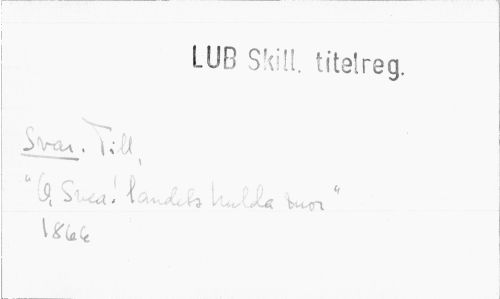 LUB Skill. titelreg.
Svar. Till,
"O, Svea! landets hulda mor"
1866